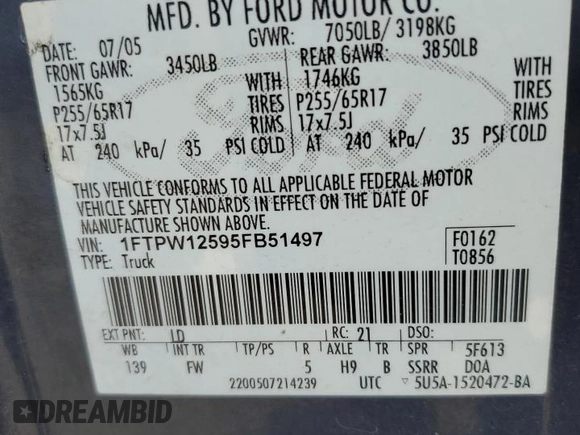 MFD. BY FORD MOTOR CO.
DATE: 07/05 GVWR: 7050LB/ 3198KG
FRONT GAWR: 3450LB REAR GAWR: 3850LB
1565KG WITH 1746KG WITH
P255/65R17 TIRES P255/65R17 TIRES
17x7.5J RIMS 17x7.5J RIMS
AT 240 kPa/ 35 PSI COLD AT 240 kPa/ 35 PSI COLD
Ford
THIS VEHICLE CONFORMS TO ALL APPLICABLE FEDERAL MOTOR
VEHICLE SAFETY STANDARDS IN EFFECT ON THE DATE OF
MANUFACTURE SHOWN ABOVE.
VIN: 1FTPW12595FB51497 F0162
TYPE: Truck T0856
EXT PNT: LD RC: 21 DSO:
WB INT TR TP/PS R AXLE TR SPR 5F613
139 FW 5 H9 B SSRR DOA
2200507214239 UTC 5U5A-1520472-BA
DREAMBID